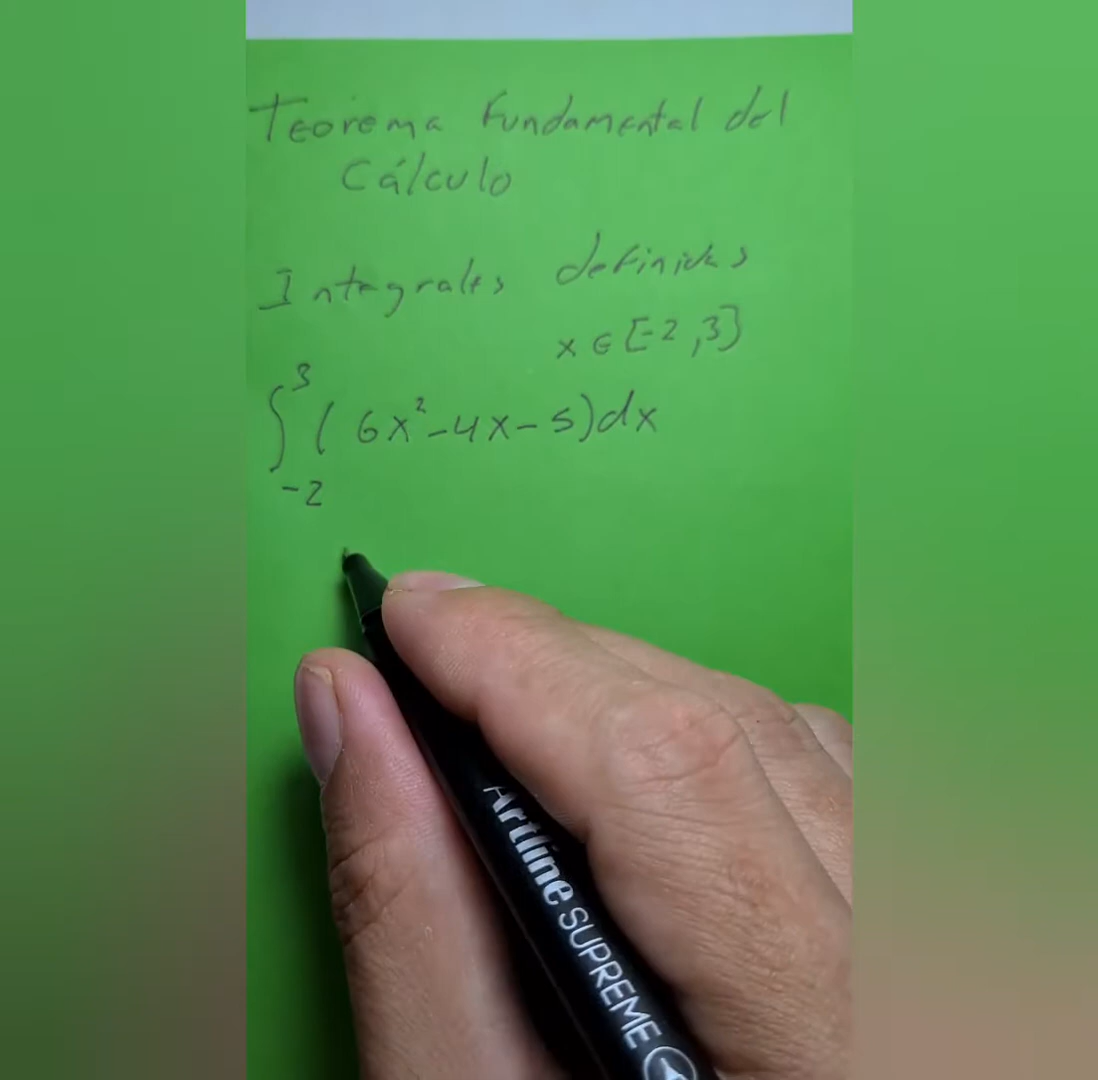 Teorema Fundamental del
Cálculo
Integrales definidas
x ∈ [-2, 3]
∫₋₂³ (6x² - 4x - 5)dx
Artline SUPREME